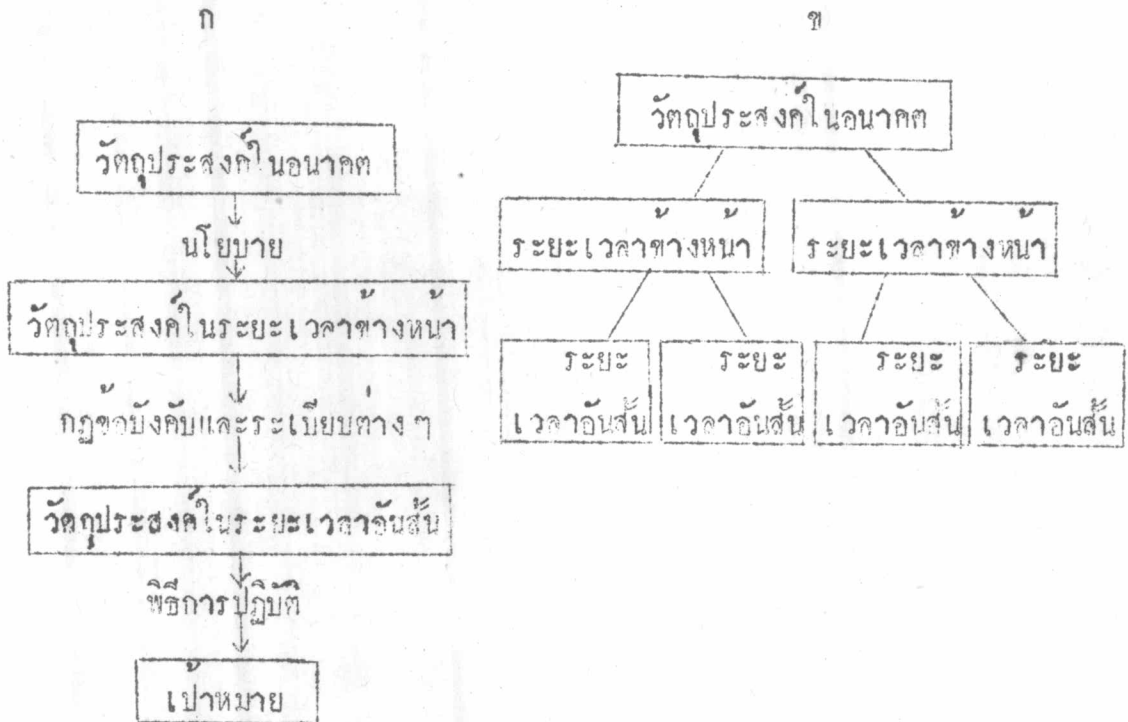 ก
วัตถุประสงค์ในอนาคต
นโยบาย
วัตถุประสงค์ในระยะเวลาข้างหน้า
กฎข้อบังคับและระเบียบต่างๆ
วัตถุประสงค์ในระยะเวลาอันสั้น
พิธีการปฏิบัติ
เป้าหมาย
ข
วัตถุประสงค์ในอนาคต
ระยะเวลาข้างหน้า ระยะเวลาข้างหน้า
ระยะ ระยะ ระยะ ระยะ
เวลาอันสั้น เวลาอันสั้น เวลาอันสั้น เวลาอันสั้น